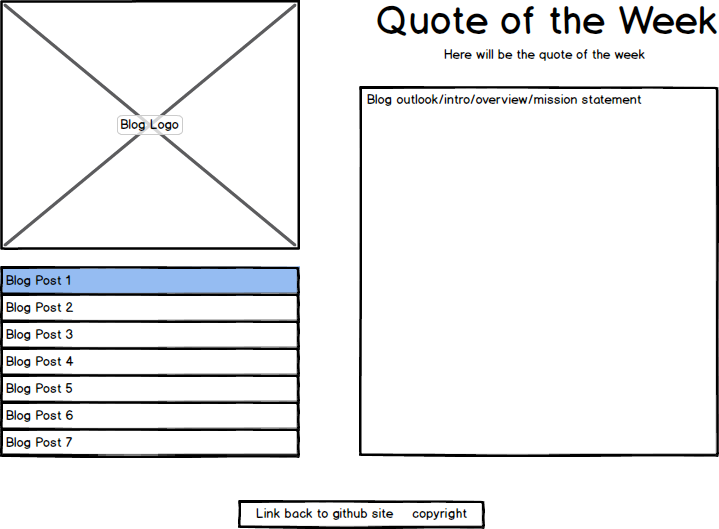 Blog Logo
Blog Post 1
Blog Post 2
Blog Post 3
Blog Post 4
Blog Post 5
Blog Post 6
Blog Post 7
Quote of the Week
Here will be the quote of the week
Blog outlook/intro/overview/mission statement
Link back to github site copyright